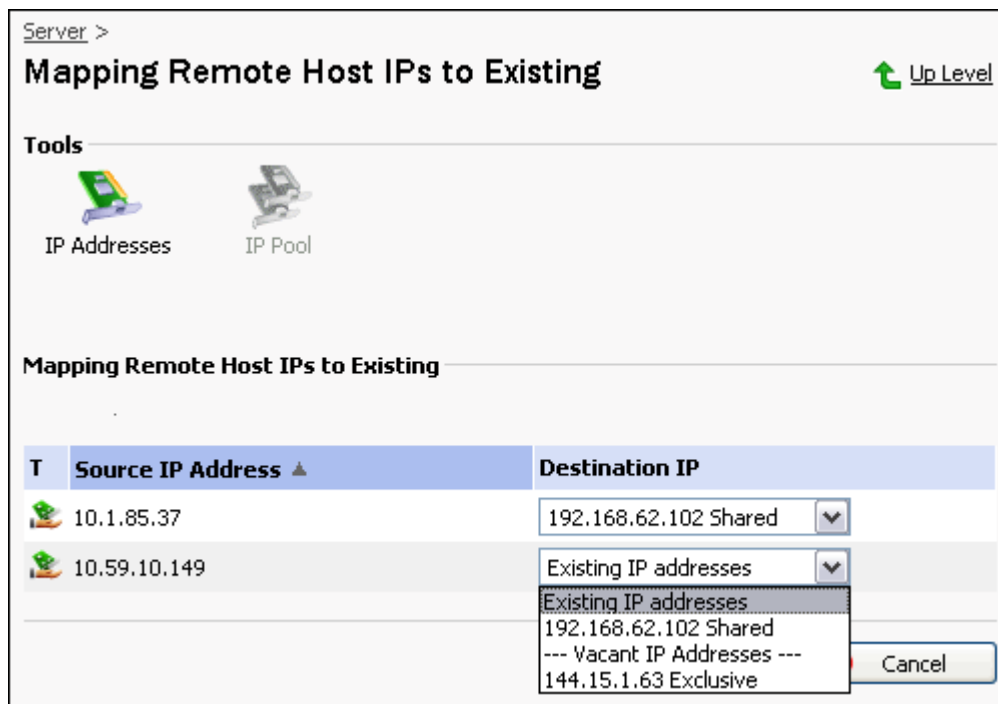 Server >
Mapping Remote Host IPs to Existing
Up Level
Tools
IP Addresses
IP Pool
Mapping Remote Host IPs to Existing
T Source IP Address Destination IP
10.1.85.37 192.168.62.102 Shared
10.59.10.149 Existing IP addresses
Existing IP addresses
192.168.62.102 Shared
--- Vacant IP Addresses ---
144.15.1.63 Exclusive
Cancel